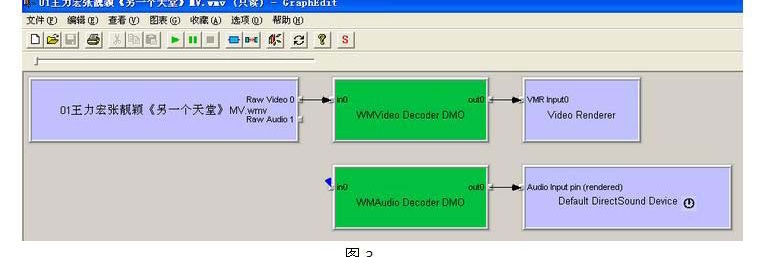 01王力宏张靓颖《另一个天堂》MV.wmv (只读) - GraphEdit
文件(F) 编辑(E) 查看(V) 图表(G) 收藏(A) 选项(O) 帮助(H)
S
01王力宏张靓颖《另一个天堂》MV.wmv
Raw Video 0
Raw Audio 1
in0
out0
WMVideo Decoder DMO
VMR Input0
Video Renderer
in0
out0
WMAudio Decoder DMO
Audio Input pin (rendered)
Default DirectSound Device
图 3